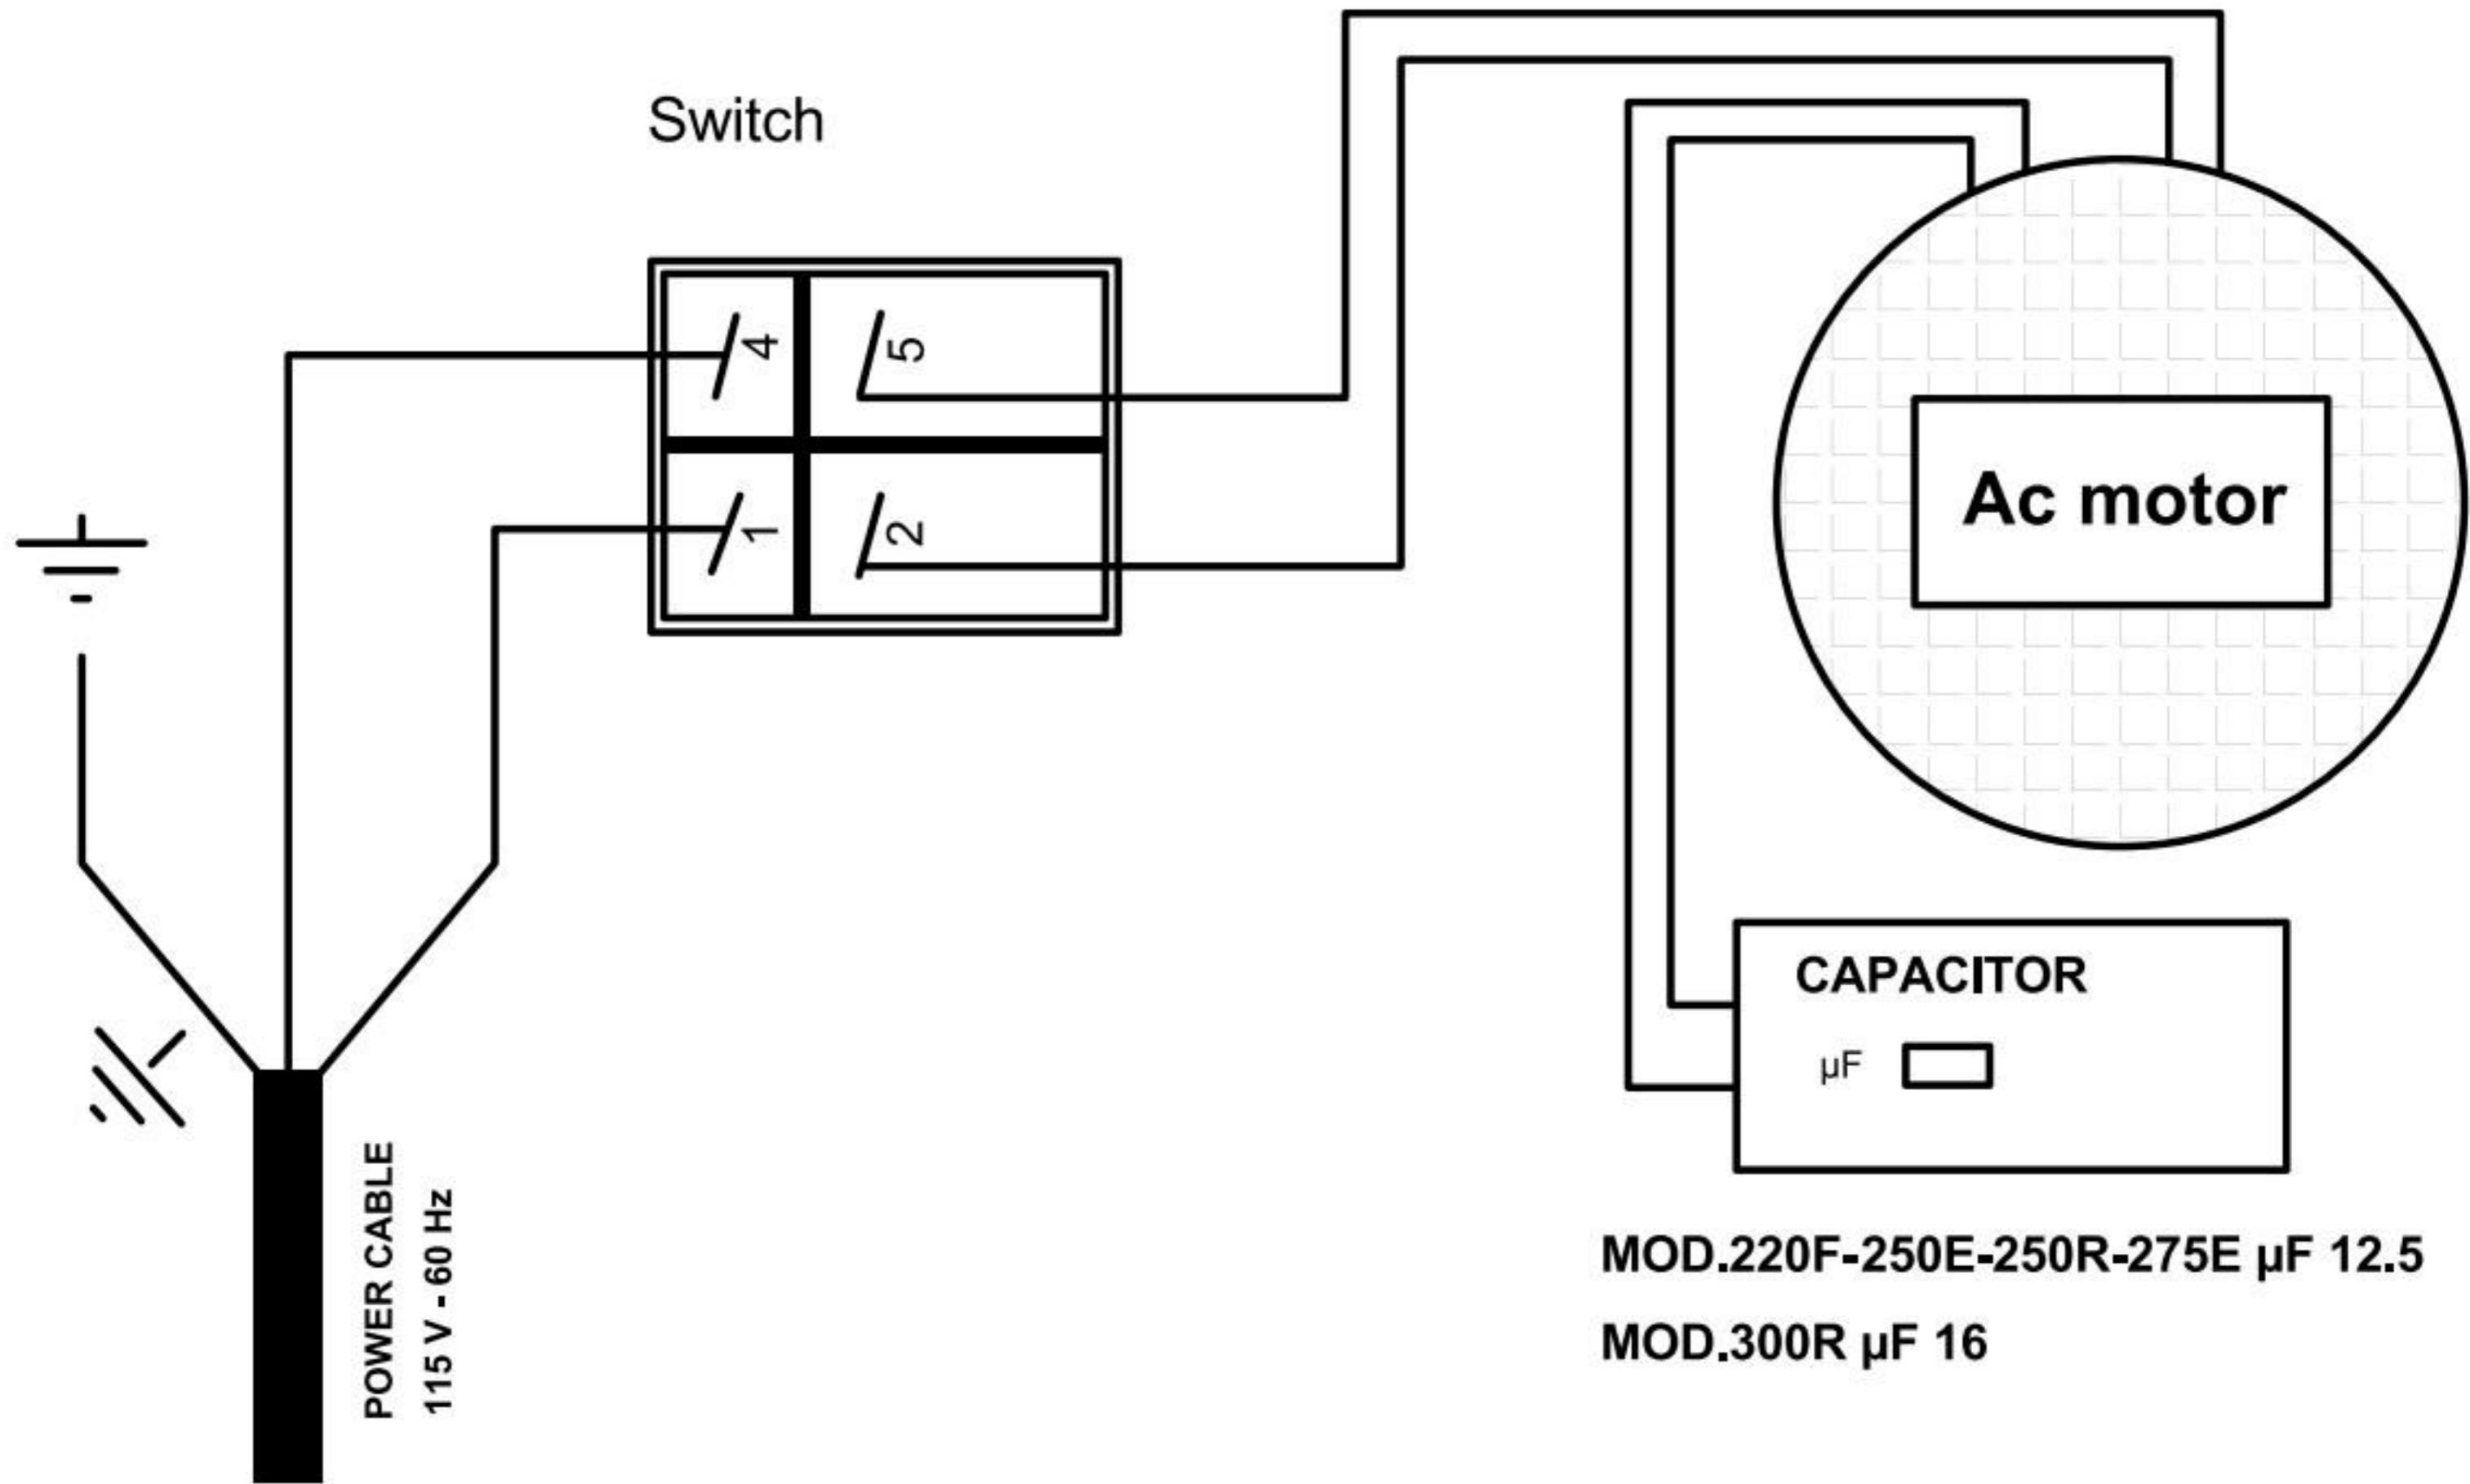 Switch
4
5
1
2
Ac motor
CAPACITOR
µF
POWER CABLE
115 V - 60 Hz
MOD.220F-250E-250R-275E µF 12.5
MOD.300R µF 16